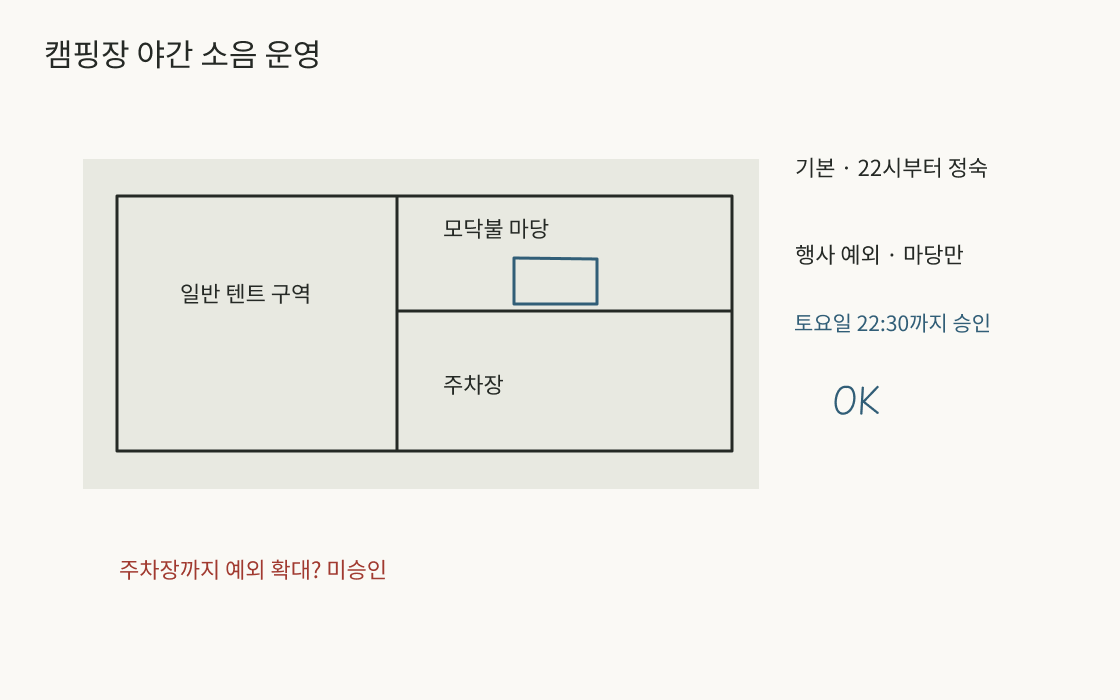 캠핑장 야간 소음 운영
기본 · 22시부터 정숙
모닥불 마당
행사 예외 · 마당만
일반 텐트 구역
토요일 22:30까지 승인
주차장
OK
주차장까지 예외 확대? 미승인